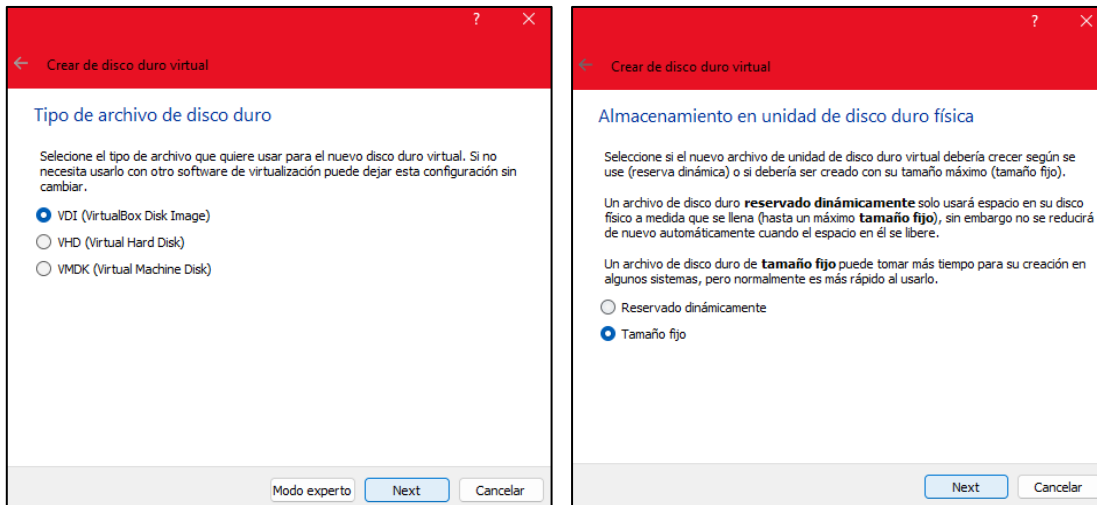 ?
Crear de disco duro virtual
Tipo de archivo de disco duro
Selecione el tipo de archivo que quiere usar para el nuevo disco duro virtual. Si no
necesita usarlo con otro software de virtualización puede dejar esta configuración sin
cambiar.
VDI (VirtualBox Disk Image)
VHD (Virtual Hard Disk)
VMDK (Virtual Machine Disk)
Modo experto Next Cancelar
?
Crear de disco duro virtual
Almacenamiento en unidad de disco duro física
Seleccione si el nuevo archivo de unidad de disco duro virtual debería crecer según se
use (reserva dinámica) o si debería ser creado con su tamaño máximo (tamaño fijo).
Un archivo de disco duro reservado dinámicamente solo usará espacio en su disco
físico a medida que se llena (hasta un máximo tamaño fijo), sin embargo no se reducirá
de nuevo automáticamente cuando el espacio en él se libere.
Un archivo de disco duro de tamaño fijo puede tomar más tiempo para su creación en
algunos sistemas, pero normalmente es más rápido al usarlo.
Reservado dinámicamente
Tamaño fijo
Next Cancelar